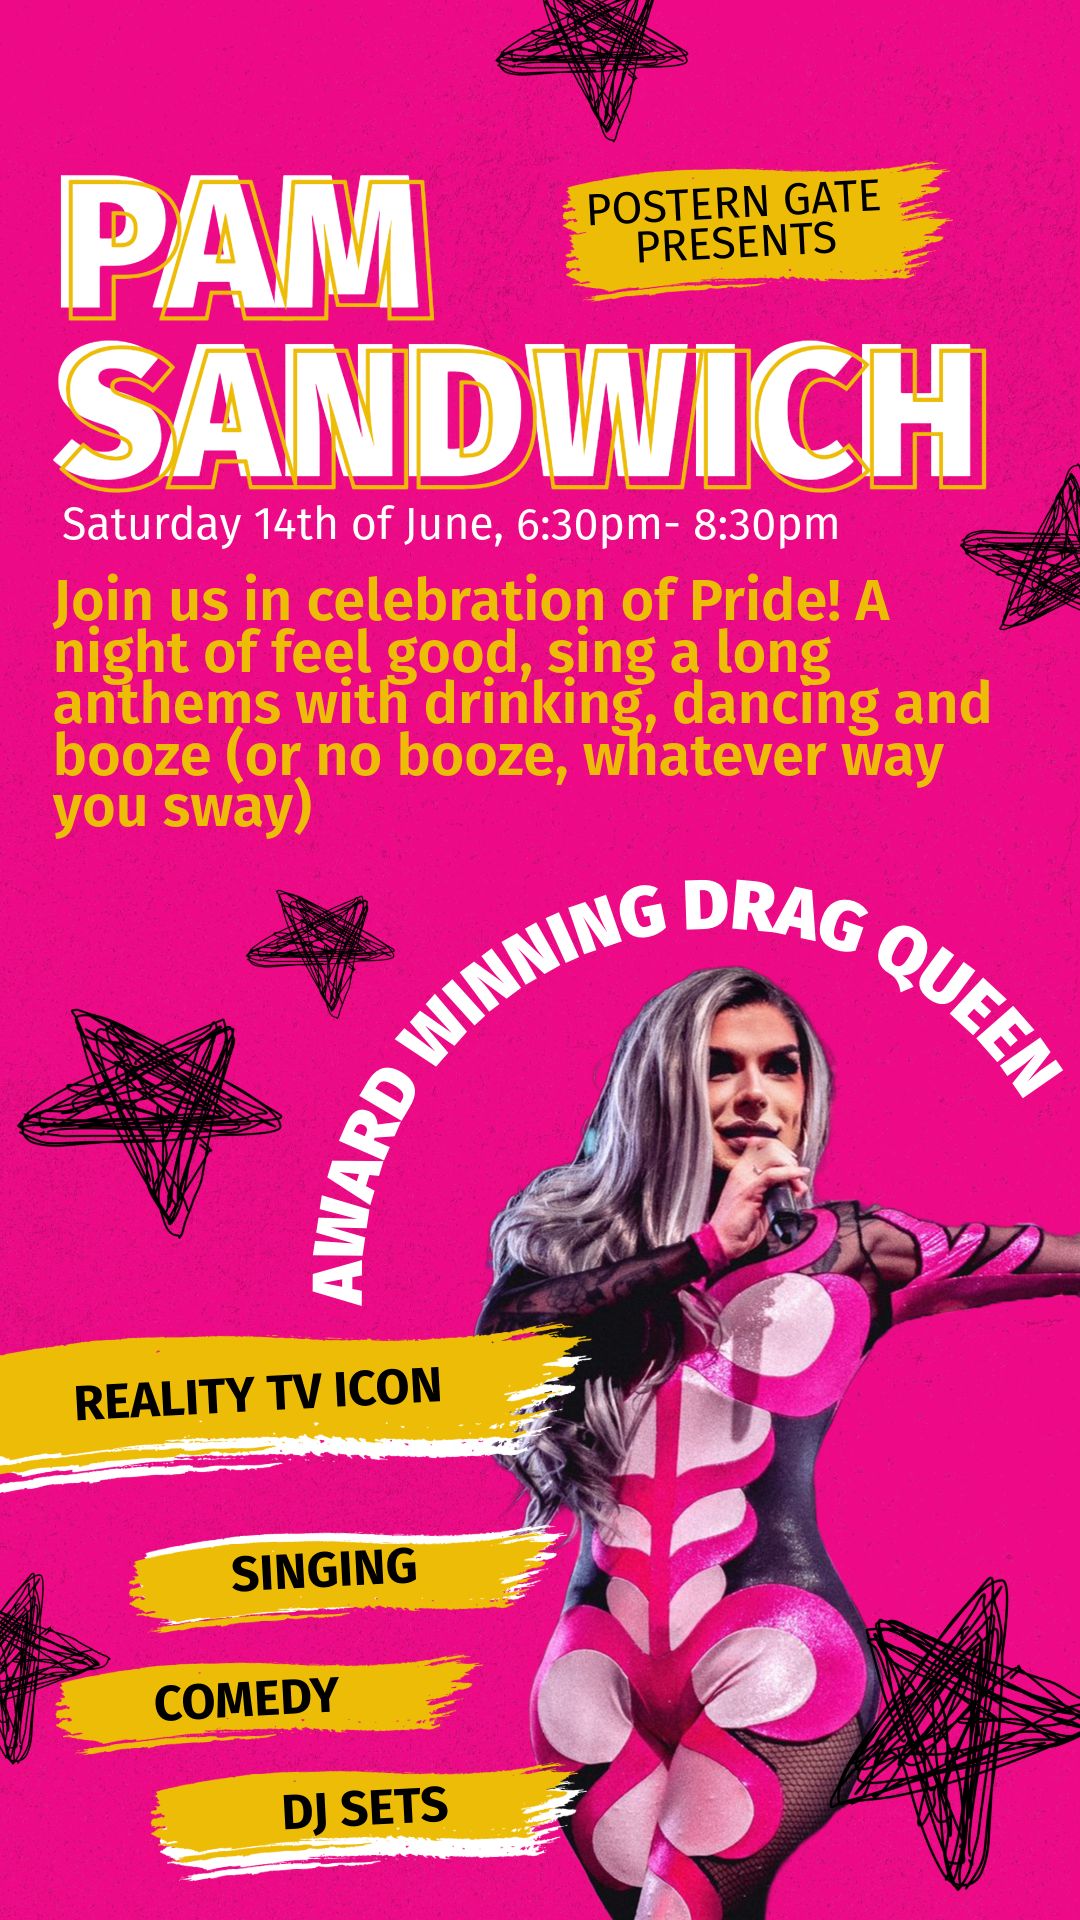 POSTERN GATE
PRESENTS
PAM
SANDWICH
Saturday 14th of June, 6:30pm- 8:30pm
Join us in celebration of Pride! A
night of feel good, sing a long
anthems with drinking, dancing and
booze (or no booze, whatever way
you sway)
AWARD WINNING DRAG QUEEN
REALITY TV ICON
SINGING
COMEDY
DJ SETS